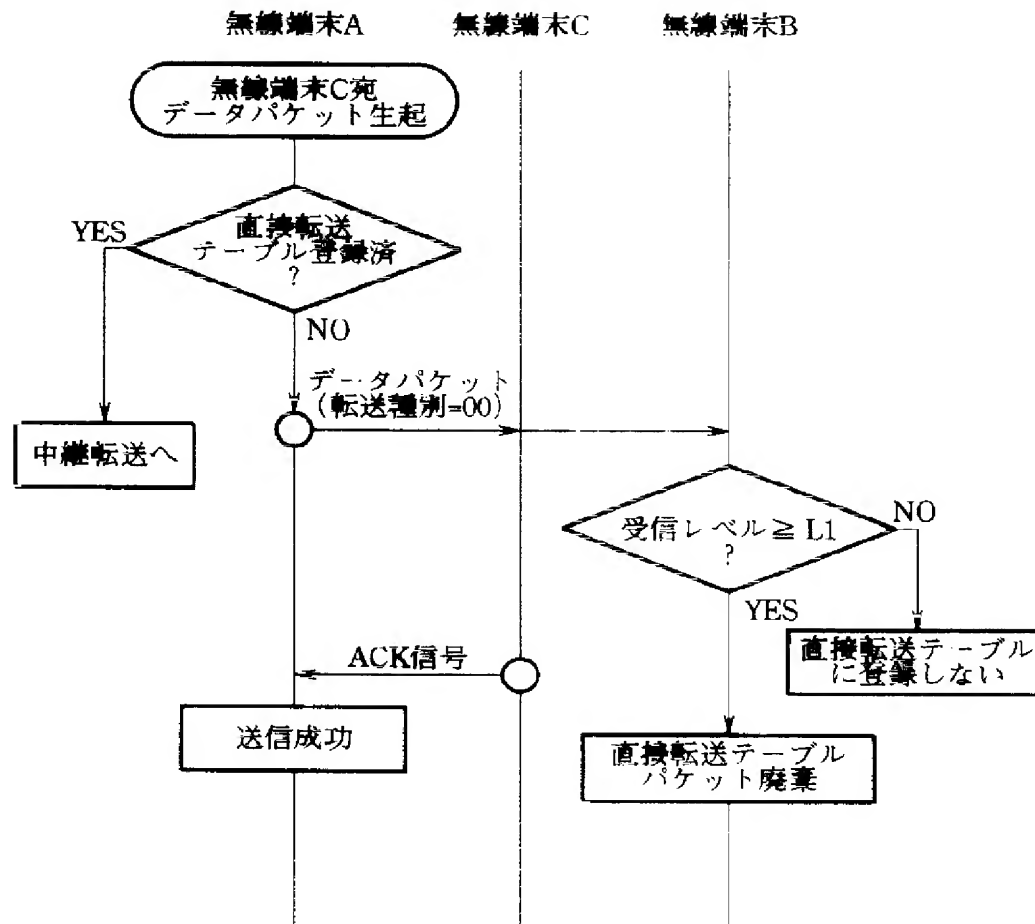 無線端末A
無線端末C
無線端末B
無線端末C宛
データパケット生起
YES
直接転送
テーブル登録済
?
NO
データパケット
(転送種別=00)
中継転送へ
受信レベル≧L1
?
NO
YES
直接転送テーブル
に登録しない
ACK信号
送信成功
直接転送テーブル
パケット廃棄